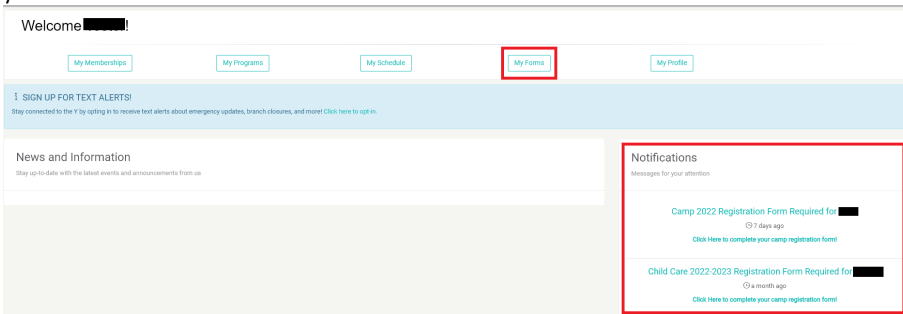 Welcome !
My Memberships
My Programs
My Schedule
My Forms
My Profile
SIGN UP FOR TEXT ALERTS!
Stay connected to the Y by opting in to receive text alerts about emergency updates, branch closures, and more! Click here to opt-in.
News and Information
Stay up-to-date with the latest events and announcements from us
Notifications
Messages for your attention
Camp 2022 Registration Form Required for
7 days ago
Click Here to complete your camp registration form!
Child Care 2022-2023 Registration Form Required for
a month ago
Click Here to complete your camp registration form!